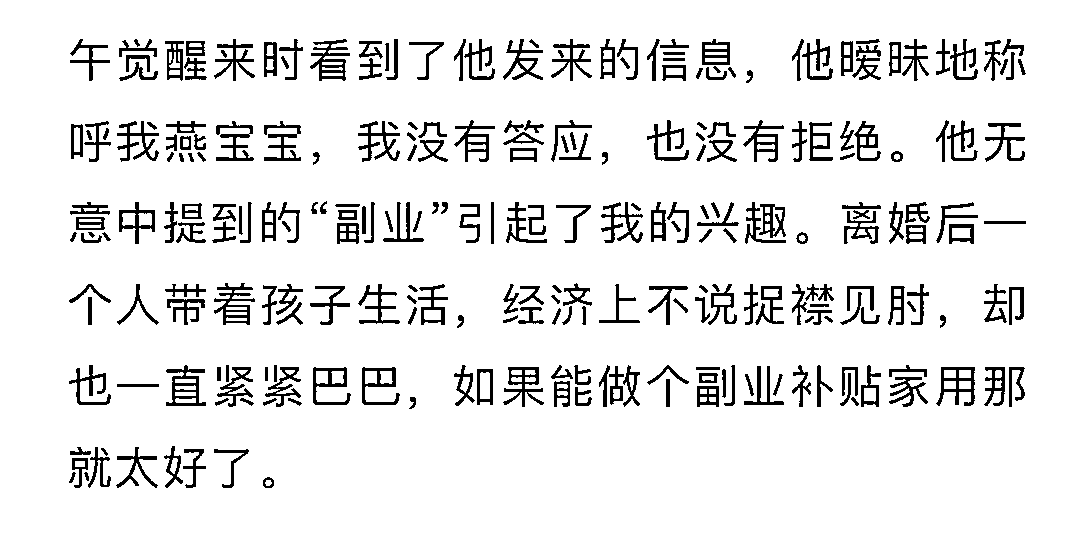 午觉醒来时看到了他发来的信息，他暧昧地称
呼我燕宝宝，我没有答应，也没有拒绝。他无
意中提到的“副业”引起了我的兴趣。离婚后一
个人带着孩子生活，经济上不说捉襟见肘，却
也一直紧紧巴巴，如果能做个副业补贴家用那
就太好了。